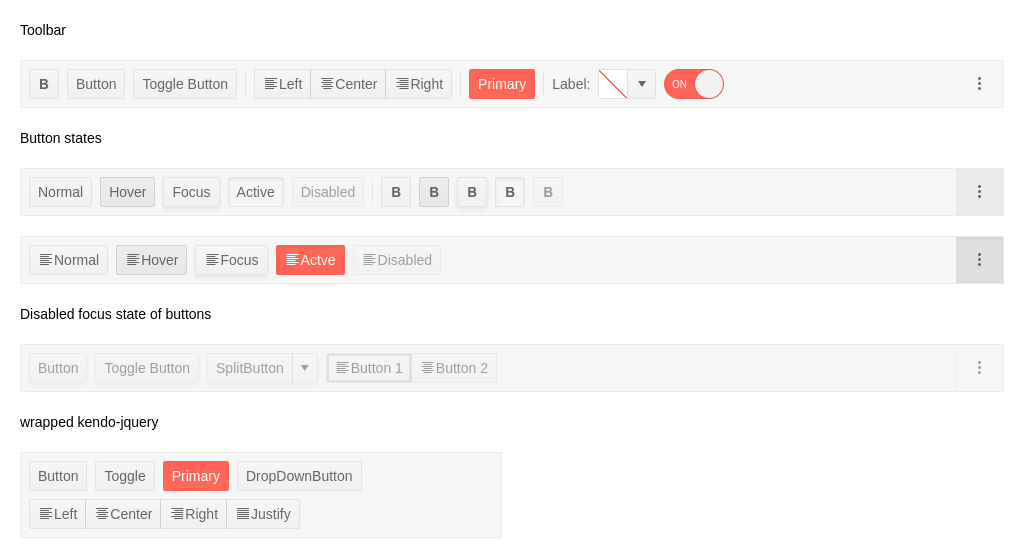 Toolbar
B Button Toggle Button Left Center Right Primary Label: ON
Button states
Normal Hover Focus Active Disabled B B B B B
Normal Hover Focus Actve Disabled
Disabled focus state of buttons
Button Toggle Button SplitButton Button 1 Button 2
wrapped kendo-jquery
Button Toggle Primary DropDownButton
Left Center Right Justify